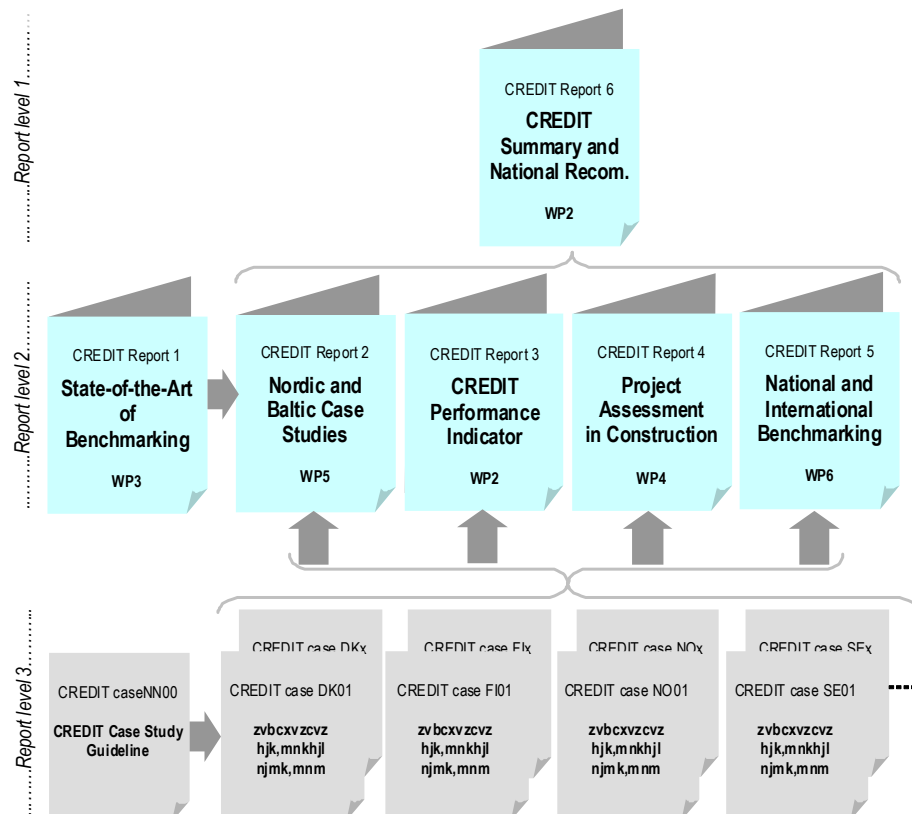 Report level 1
CREDIT Report 6
CREDIT
Summary and
National Recom.
WP2
Report level 2
CREDIT Report 1
State-of-the-Art
of
Benchmarking
WP3
CREDIT Report 2
Nordic and
Baltic Case
Studies
WP5
CREDIT Report 3
CREDIT
Performance
Indicator
WP2
CREDIT Report 4
Project
Assessment
in Construction
WP4
CREDIT Report 5
National and
International
Benchmarking
WP6
Report level 3
CREDIT caseNN00
CREDIT Case Study
Guideline
CREDIT case DKx
CREDIT case DK01
zvbcxvzcvz
hjk,mnkhjl
njmk,mnm
CREDIT case FIx
CREDIT case FI01
zvbcxvzcvz
hjk,mnkhjl
njmk,mnm
CREDIT case NOx
CREDIT case NO01
zvbcxvzcvz
hjk,mnkhjl
njmk,mnm
CREDIT case SEx
CREDIT case SE01
zvbcxvzcvz
hjk,mnkhjl
njmk,mnm